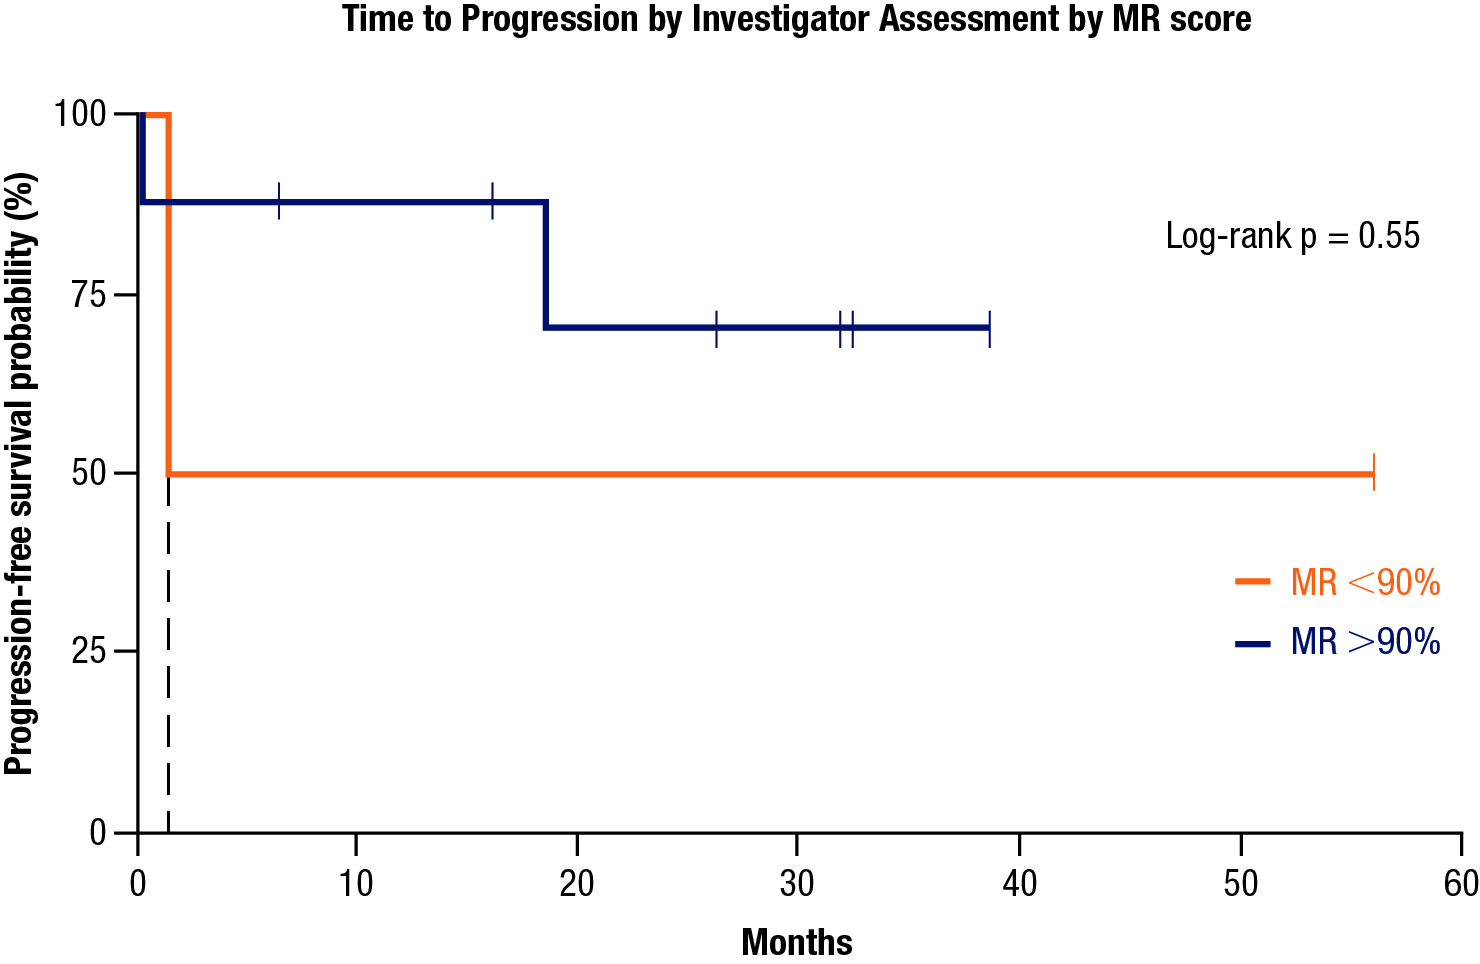 Time to Progression by Investigator Assessment by MR score
Progression-free survival probability (%)
100
75
50
25
0
Log-rank p = 0.55
MR <90%
MR >90%
0 10 20 30 40 50 60
Months